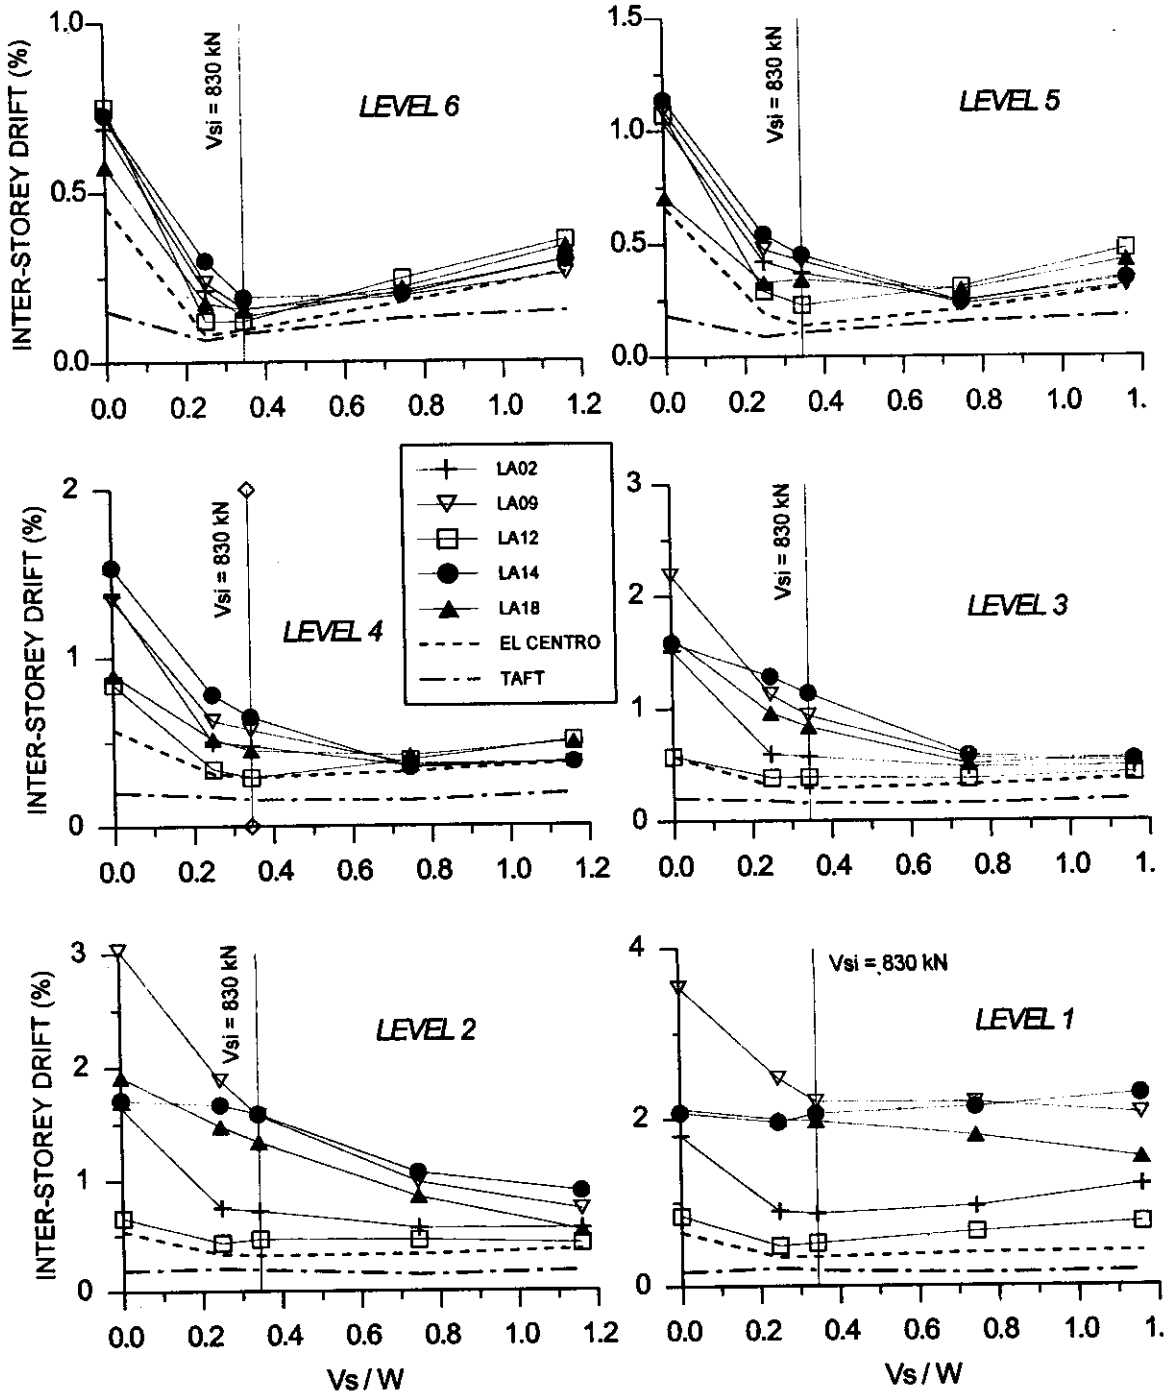 INTER-STOREY DRIFT (%)
1.0
0.5
0.0
Vsi = 830 kN
LEVEL 6
0.0 0.2 0.4 0.6 0.8 1.0 1.2
1.5
1.0
0.5
0.0
Vsi = 830 kN
LEVEL 5
0.0 0.2 0.4 0.6 0.8 1.0 1.
INTER-STOREY DRIFT (%)
2
1
0
Vsi = 830 kN
LEVEL 4
0.0 0.2 0.4 0.6 0.8 1.0 1.2
LA02
LA09
LA12
LA14
LA18
EL CENTRO
TAFT
3
2
1
0
Vsi = 830 kN
LEVEL 3
0.0 0.2 0.4 0.6 0.8 1.0 1.
INTER-STOREY DRIFT (%)
3
2
1
0
Vsi = 830 kN
LEVEL 2
0.0 0.2 0.4 0.6 0.8 1.0 1.2
Vs / W
4
2
0
Vsi = 830 kN
LEVEL 1
0.0 0.2 0.4 0.6 0.8 1.0 1.
Vs / W